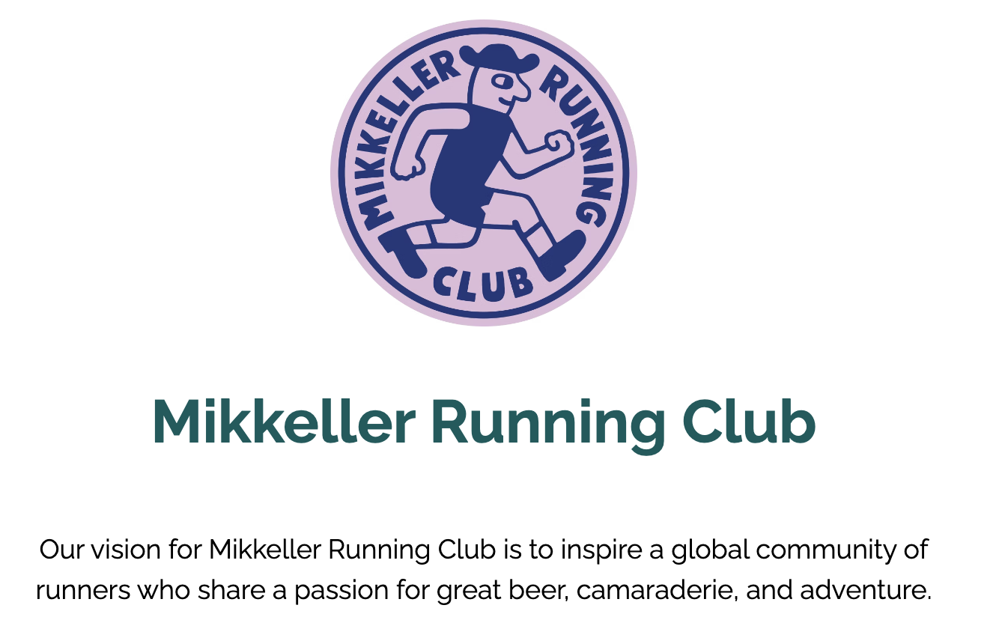 MIKKELLER RUNNING CLUB
Mikkeller Running Club
Our vision for Mikkeller Running Club is to inspire a global community of
runners who share a passion for great beer, camaraderie, and adventure.